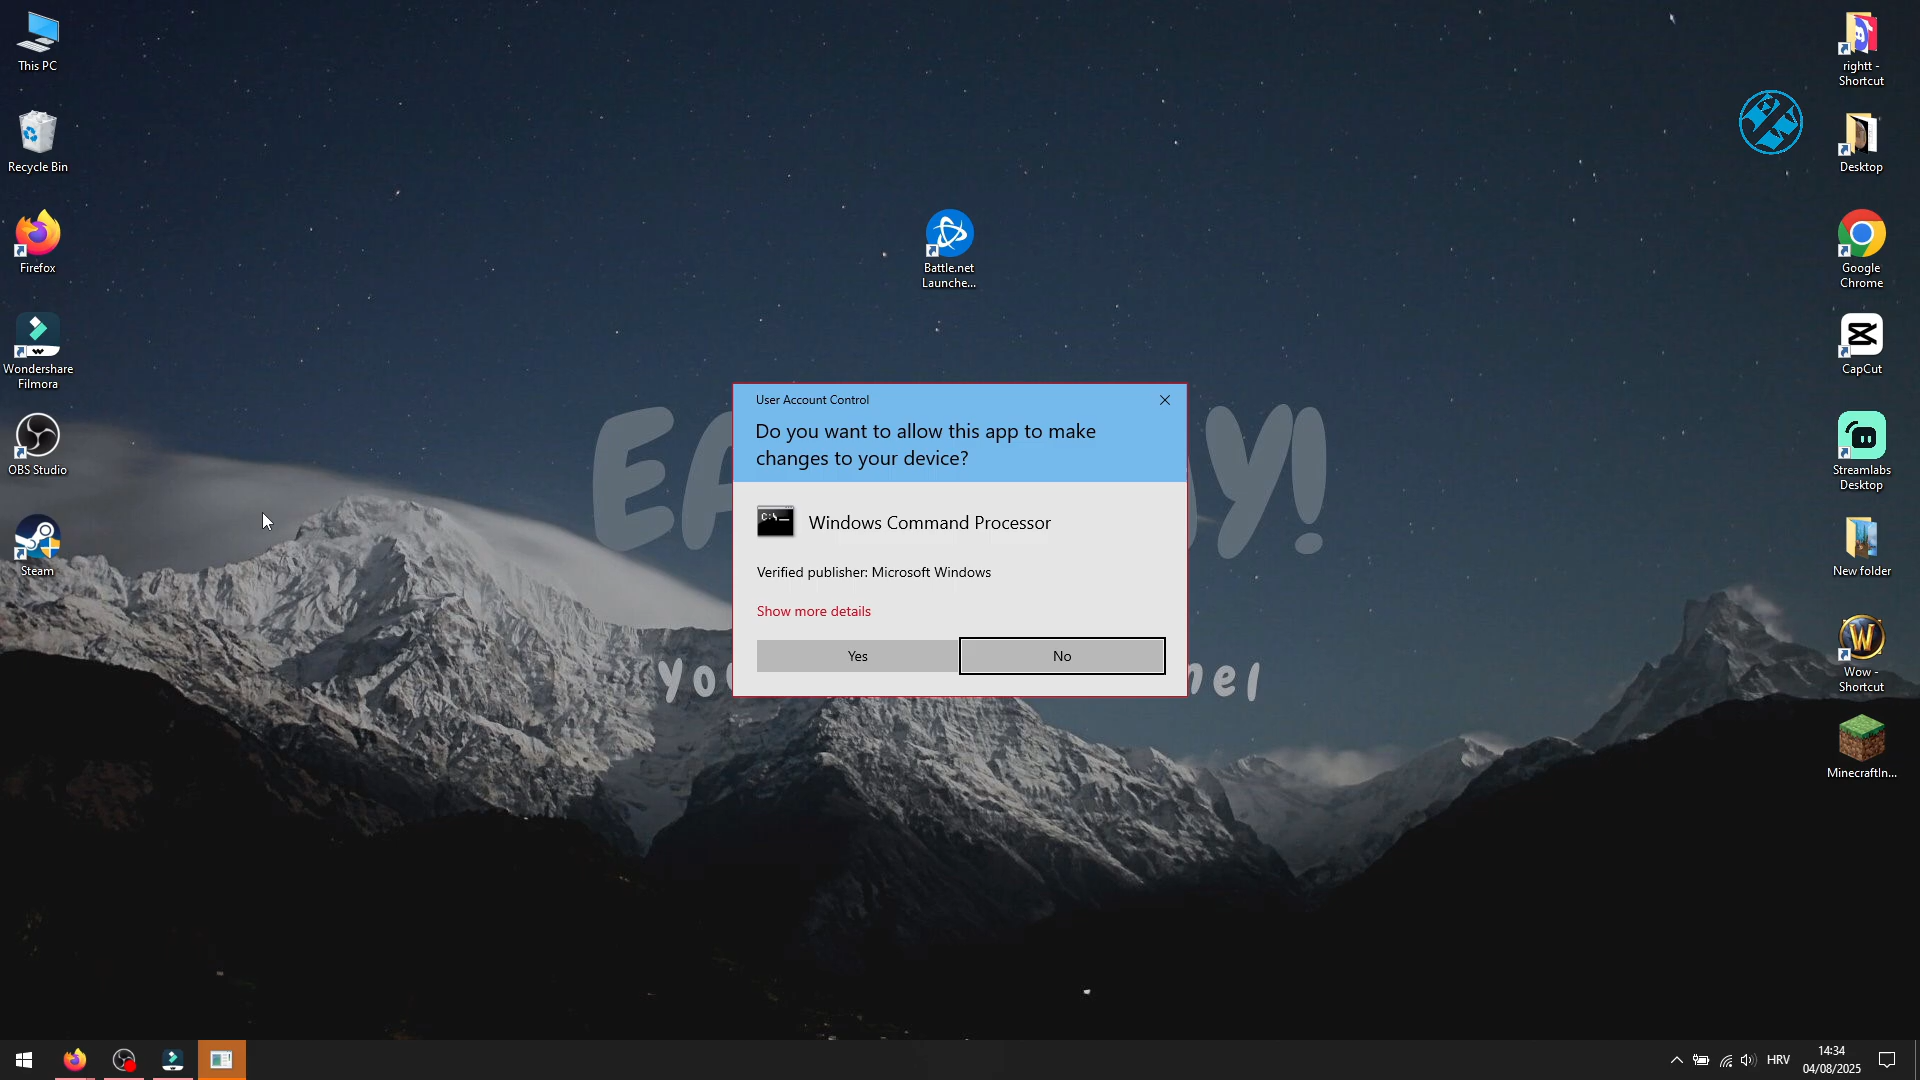 This PC
Recycle Bin
Firefox
Wondershare
Filmora
OBS Studio
Steam
Battle.net
Launche...
User Account Control
Do you want to allow this app to make
changes to your device?
C:\
Windows Command Processor
Verified publisher: Microsoft Windows
Show more details
Yes
No
rightt -
Shortcut
Desktop
Google
Chrome
CapCut
Streamlabs
Desktop
New folder
W
Wow -
Shortcut
MinecraftIn...
HRV
14:34
04/08/2025